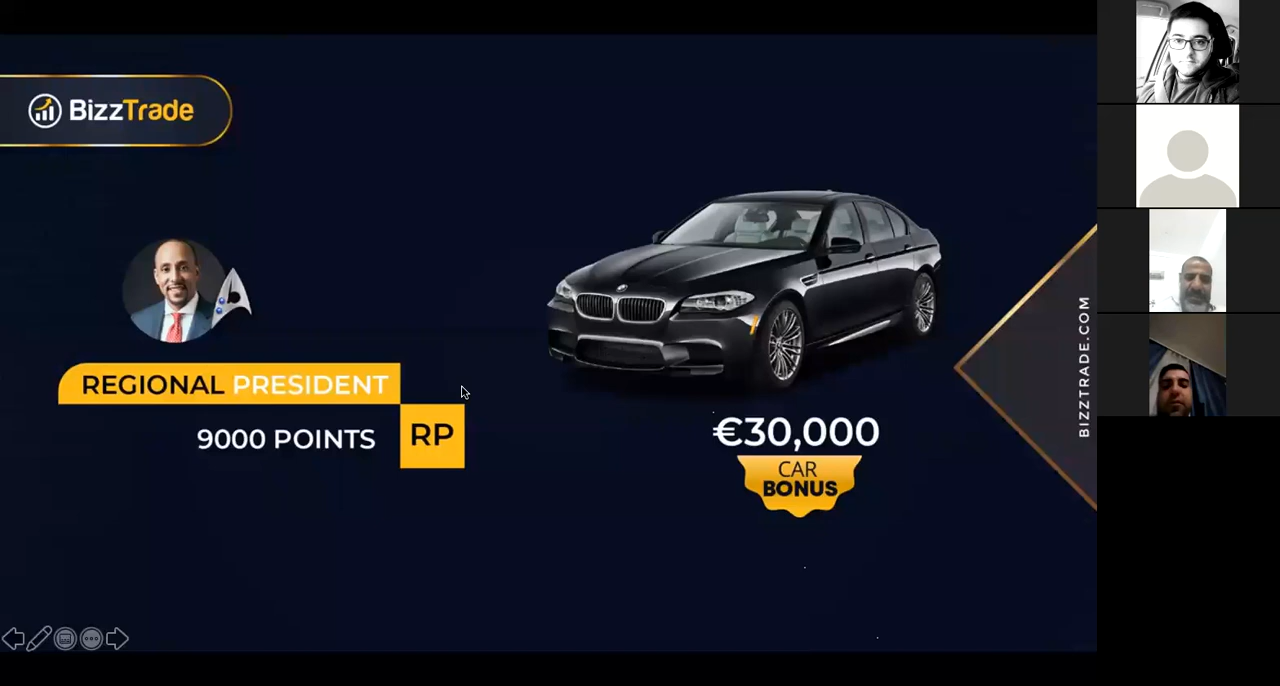 BizzTrade
REGIONAL PRESIDENT
9000 POINTS
RP
€30,000
CAR
BONUS
BIZZTRADE.COM